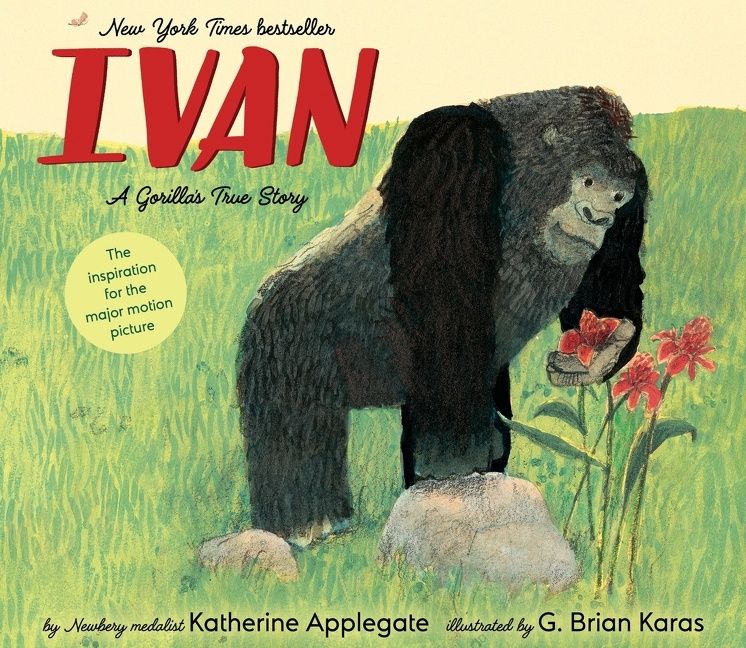 New York Times bestseller
IVAN
A Gorilla's True Story
The
inspiration
for the
major motion
picture
by Newbery medalist Katherine Applegate illustrated by G. Brian Karas